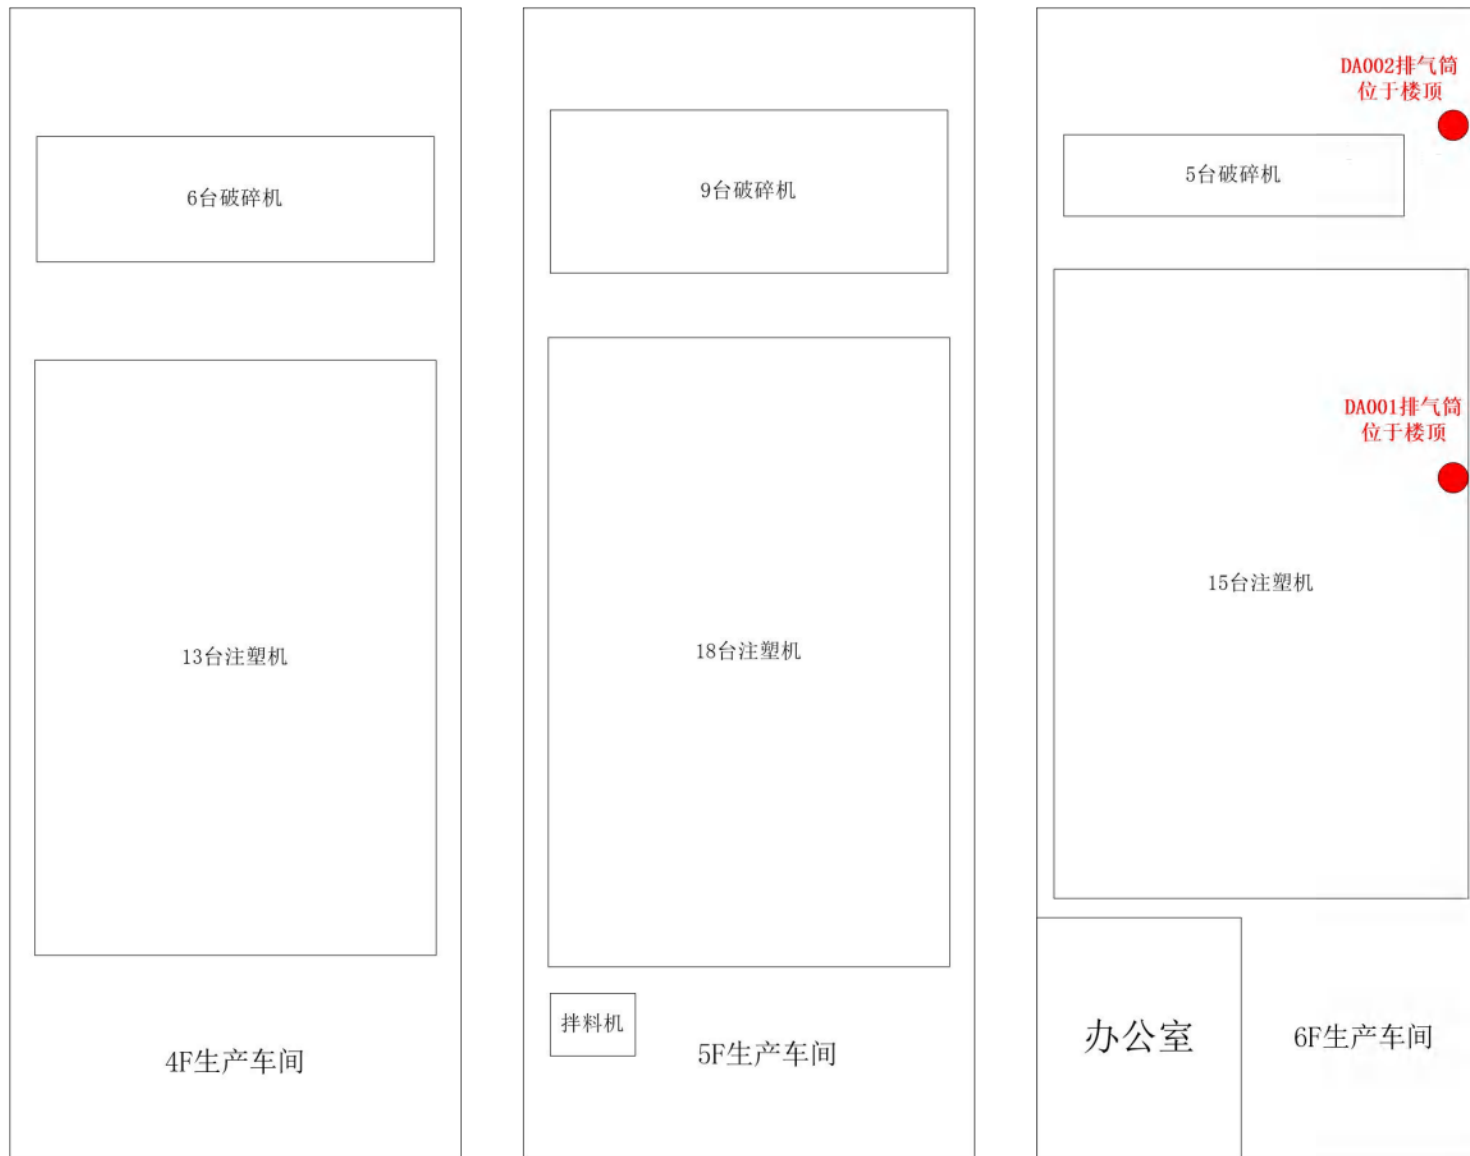 6台破碎机
13台注塑机
4F生产车间
9台破碎机
18台注塑机
拌料机
5F生产车间
DA002排气筒
位于楼顶
5台破碎机
DA001排气筒
位于楼顶
15台注塑机
办公室
6F生产车间